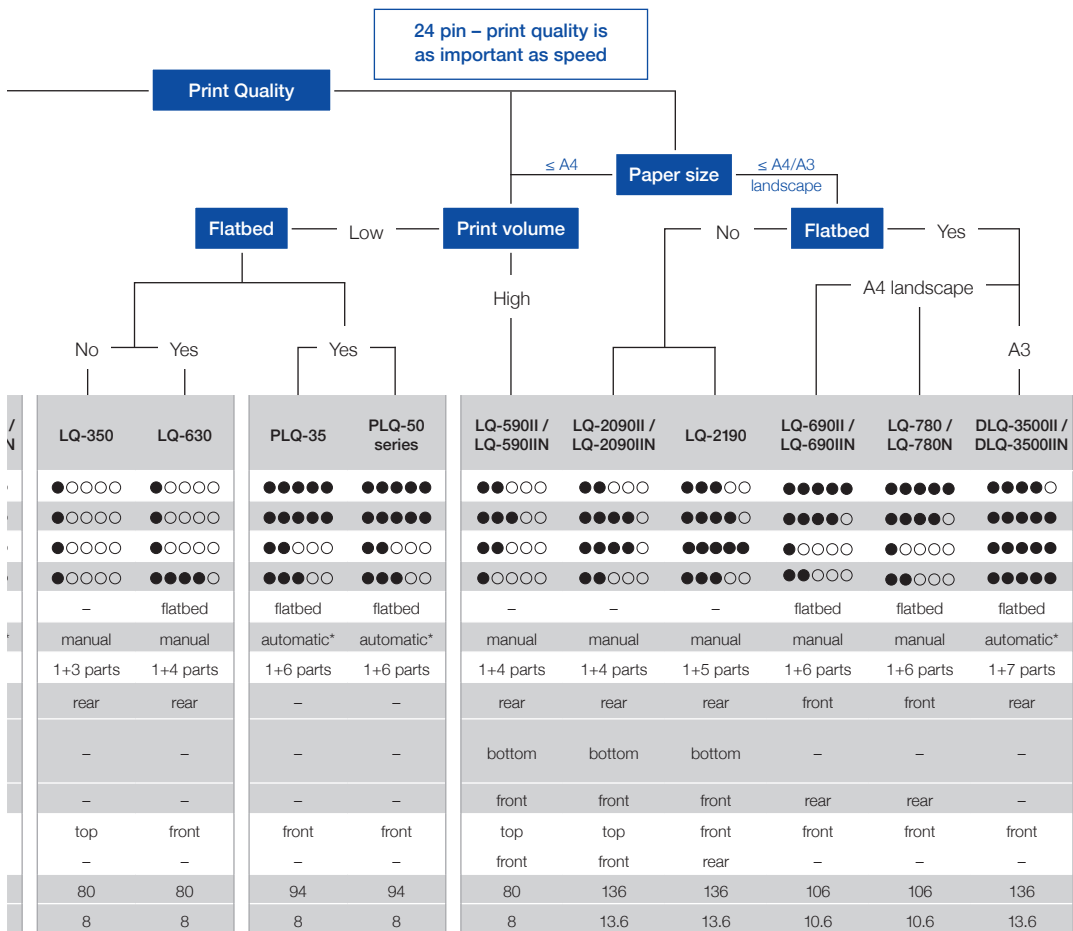 24 pin – print quality is
as important as speed
Print Quality
≤ A4
Paper size
≤ A4/A3
landscape
Flatbed
Low
Print volume
No
Flatbed
Yes
High
A4 landscape
No
Yes
Yes
A3
/
N
LQ-350
LQ-630
PLQ-35
PLQ-50
series
LQ-590II /
LQ-590IIN
LQ-2090II /
LQ-2090IIN
LQ-2190
LQ-690II /
LQ-690IIN
LQ-780 /
LQ-780N
DLQ-3500II /
DLQ-3500IIN
– flatbed flatbed flatbed – – – flatbed flatbed flatbed
* manual manual automatic* automatic* manual manual manual manual manual automatic*
1+3 parts 1+4 parts 1+6 parts 1+6 parts 1+4 parts 1+4 parts 1+5 parts 1+6 parts 1+6 parts 1+7 parts
rear rear – – rear rear rear front front rear
– – – – bottom bottom bottom – – –
– – – – front front front rear rear –
top front front front top top front front front front
– – – – front front rear – – –
80 80 94 94 80 136 136 106 106 136
8 8 8 8 8 13.6 13.6 10.6 10.6 13.6